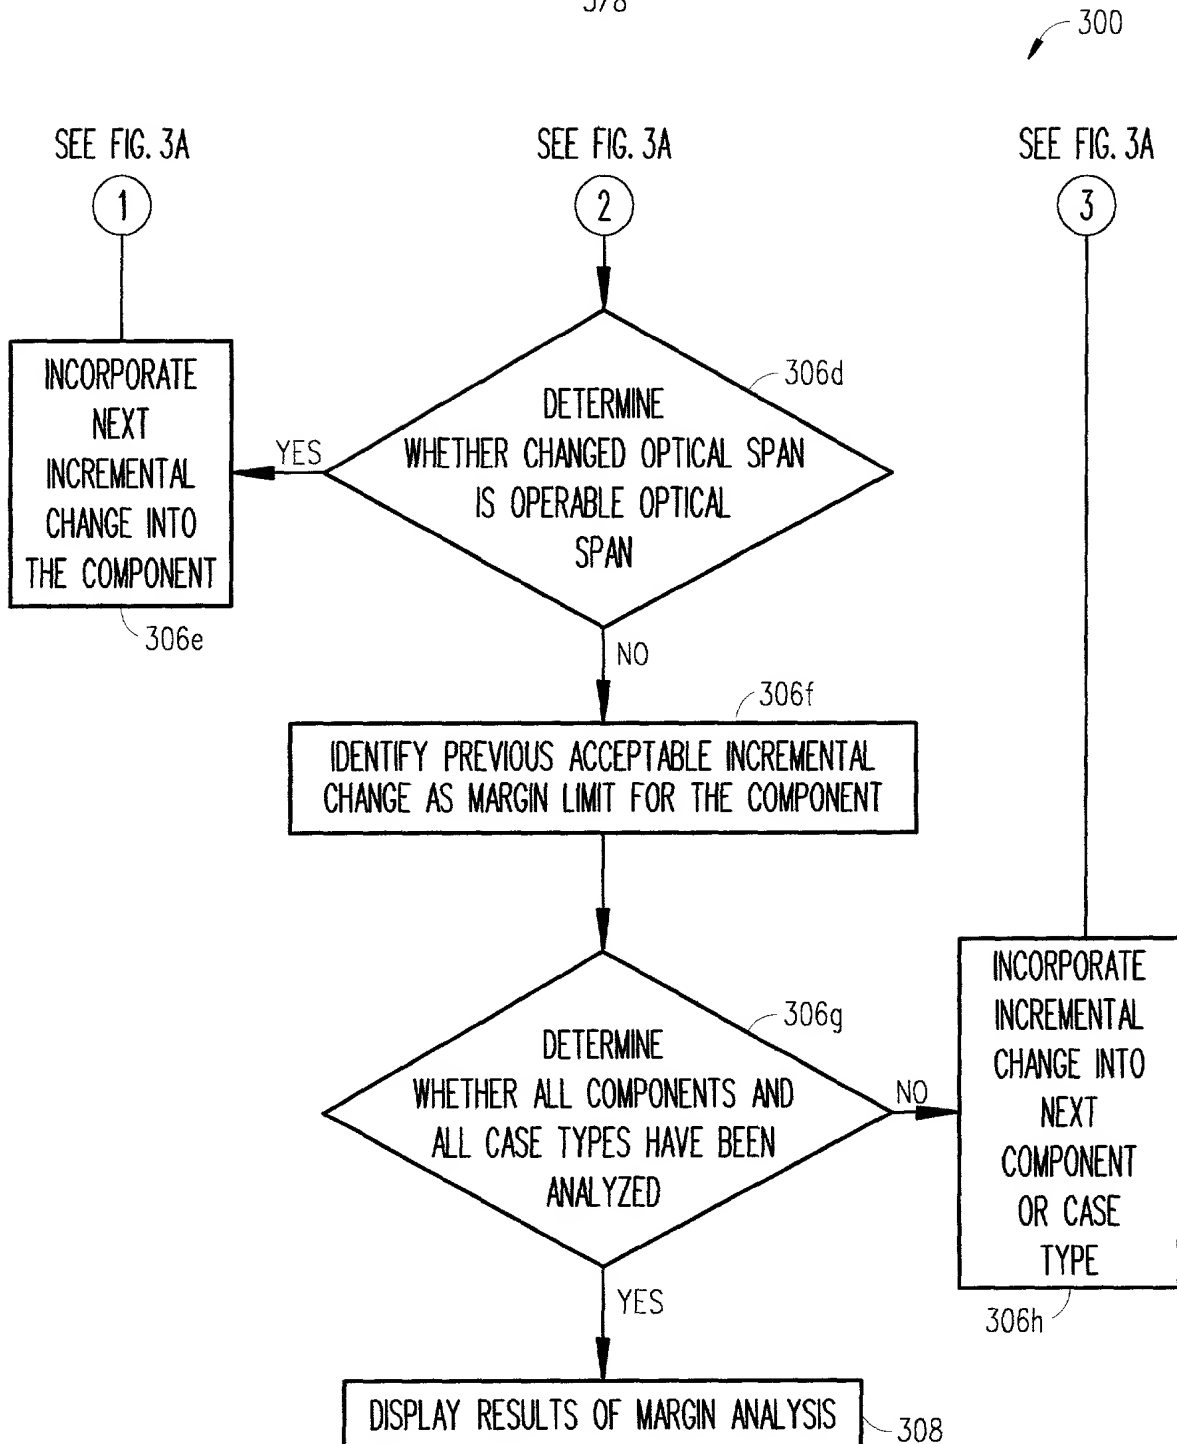 3/8
300
SEE FIG. 3A
SEE FIG. 3A
SEE FIG. 3A
1
2
3
INCORPORATE
NEXT
INCREMENTAL
CHANGE INTO
THE COMPONENT
306e
YES
DETERMINE
WHETHER CHANGED OPTICAL SPAN
IS OPERABLE OPTICAL
SPAN
306d
NO
306f
IDENTIFY PREVIOUS ACCEPTABLE INCREMENTAL
CHANGE AS MARGIN LIMIT FOR THE COMPONENT
DETERMINE
WHETHER ALL COMPONENTS AND
ALL CASE TYPES HAVE BEEN
ANALYZED
306g
NO
INCORPORATE
INCREMENTAL
CHANGE INTO
NEXT
COMPONENT
OR CASE
TYPE
306h
YES
DISPLAY RESULTS OF MARGIN ANALYSIS
308